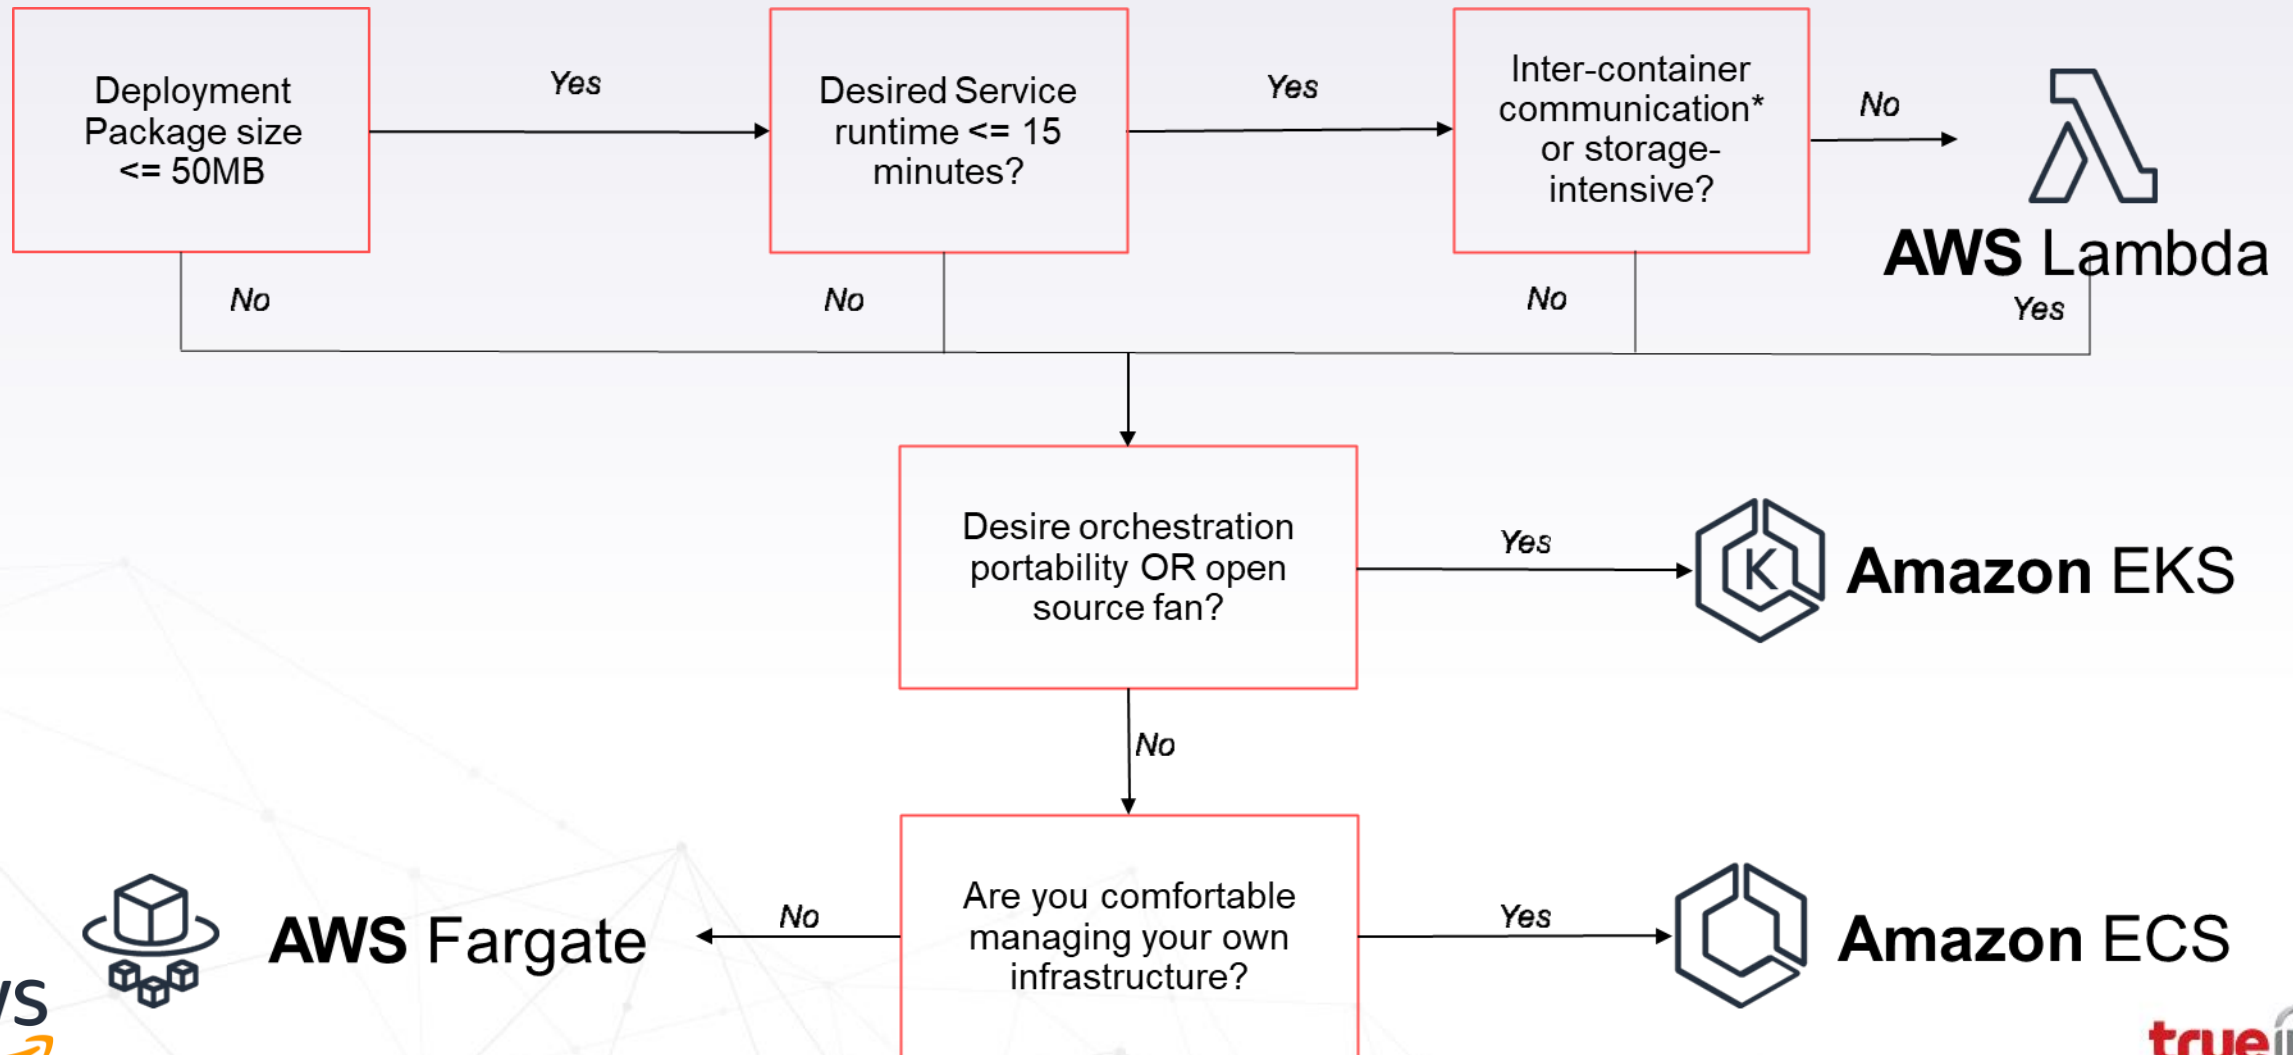 Deployment
Package size
<= 50MB
Yes
Desired Service
runtime <= 15
minutes?
Yes
Inter-container
communication*
or storage-
intensive?
No
AWS Lambda
No
No
No
Yes
Desire orchestration
portability OR open
source fan?
Yes
Amazon EKS
No
Are you comfortable
managing your own
infrastructure?
No
AWS Fargate
Yes
Amazon ECS
true